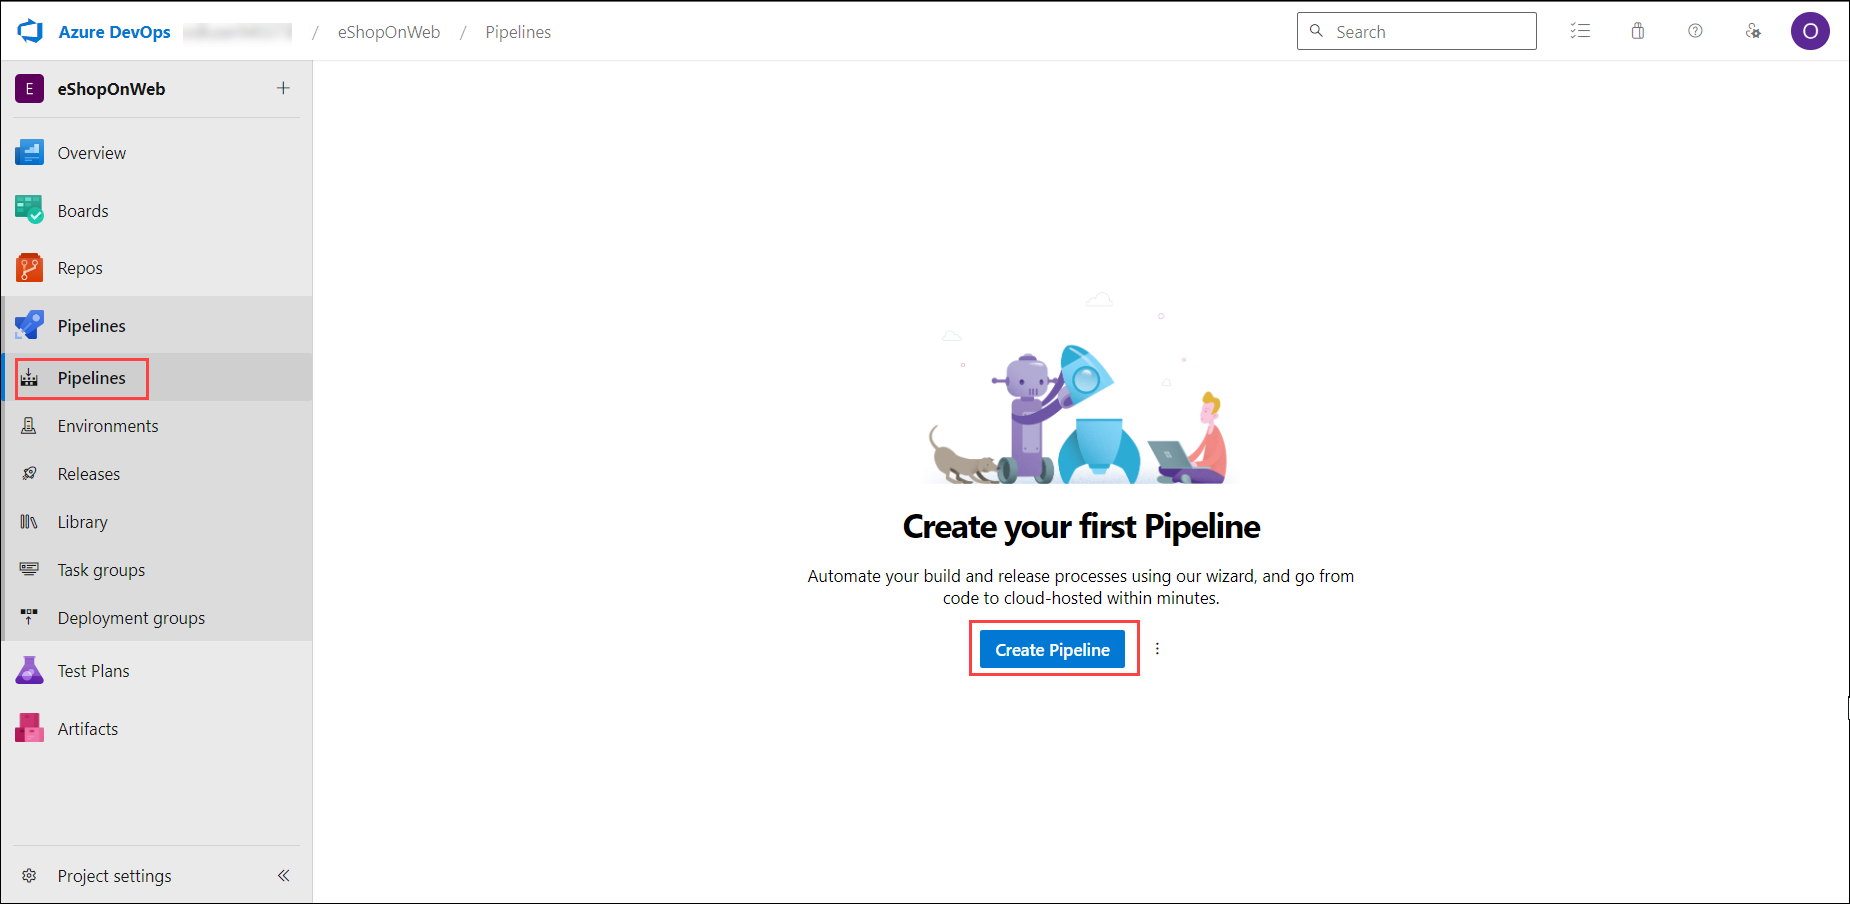 Azure DevOps / eShopOnWeb / Pipelines
Search
O
E eShopOnWeb
Overview
Boards
Repos
Pipelines
Pipelines
Environments
Releases
Library
Task groups
Deployment groups
Test Plans
Artifacts
Project settings
Create your first Pipeline
Automate your build and release processes using our wizard, and go from
code to cloud-hosted within minutes.
Create Pipeline